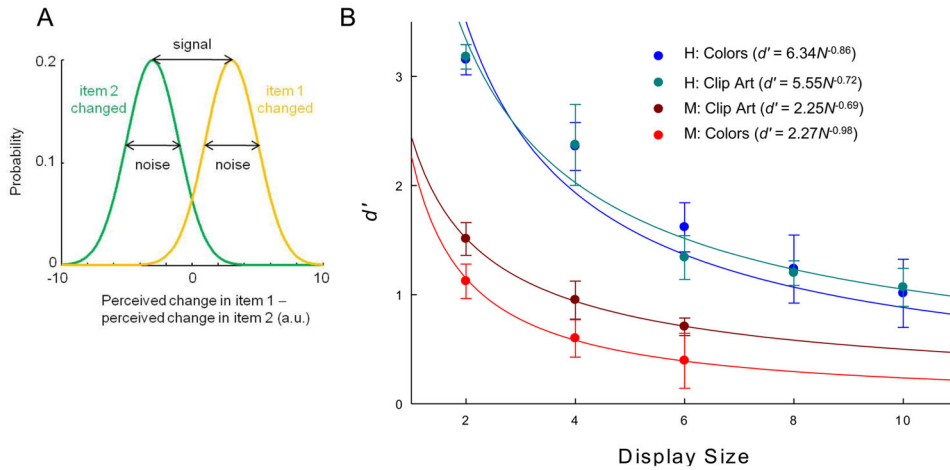 A
signal
0.2
item 2
changed
item 1
changed
Probability
0.1
noise
noise
0
-10
0
10
Perceived change in item 1 –
perceived change in item 2 (a.u.)
B
H: Colors (d′ = 6.34N^-0.86)
H: Clip Art (d′ = 5.55N^-0.72)
M: Clip Art (d′ = 2.25N^-0.69)
M: Colors (d′ = 2.27N^-0.98)
3
2
d′
1
0
2
4
6
8
10
Display Size